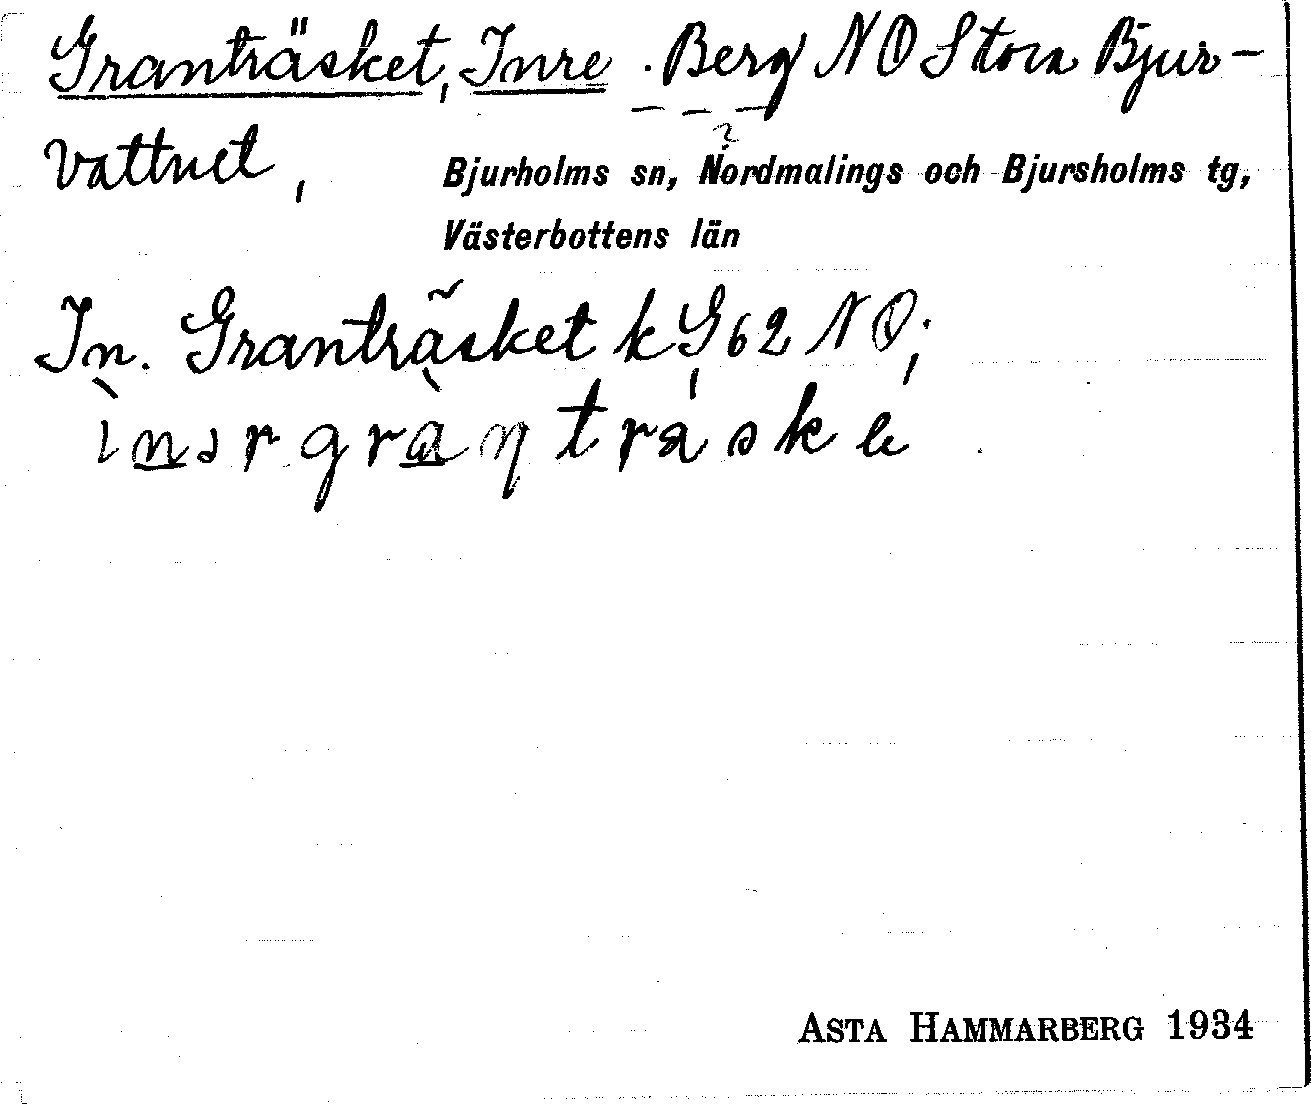 Granträsket, Inre. Berg NO Stora Bjur-
vattnet,
?
Bjurholms sn, Nordmalings och Bjursholms tg,
Västerbottens län
In. Granträsket k G 62 NO;
ASTA HAMMARBERG 1934